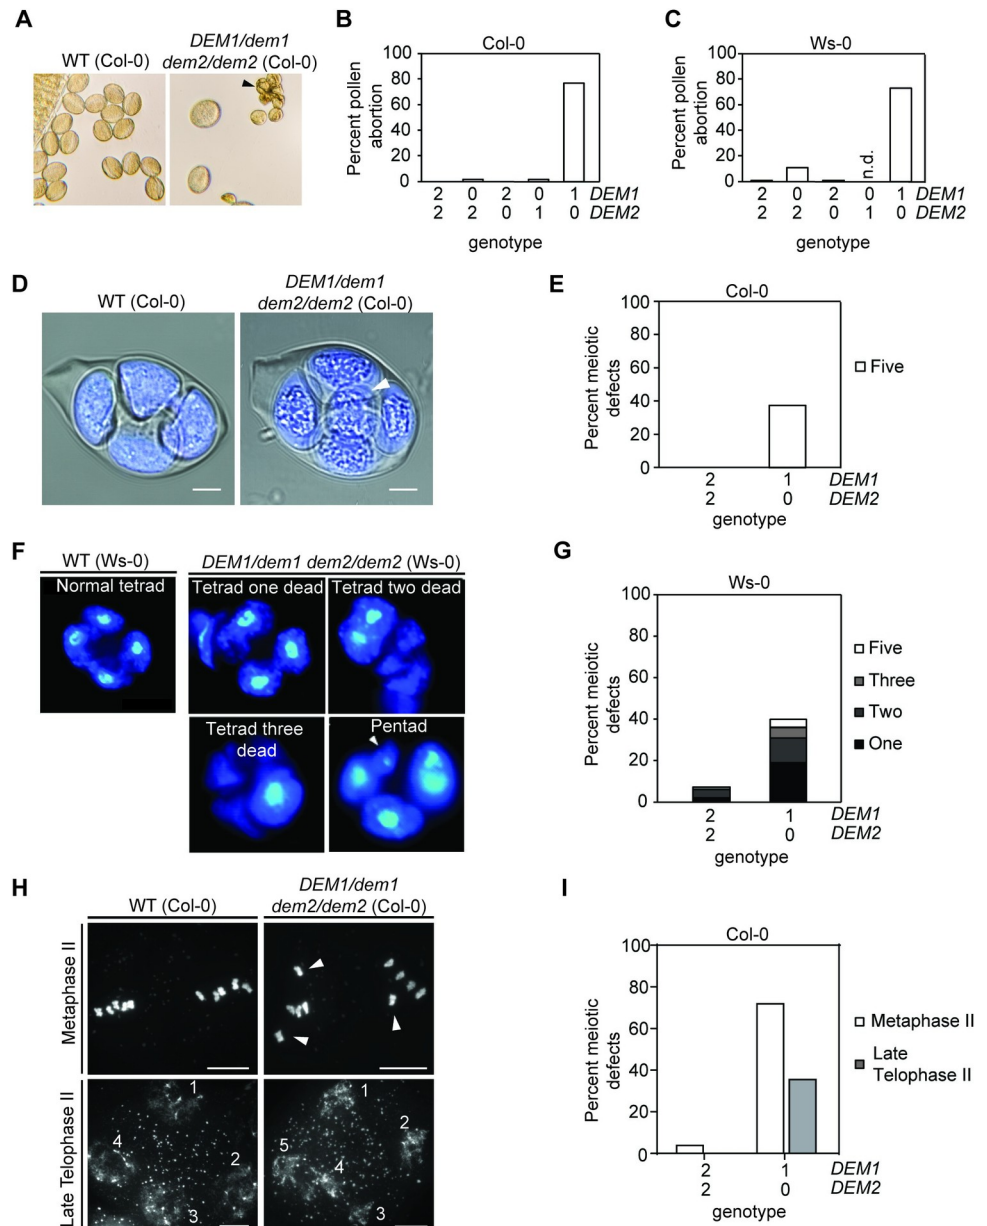 A
WT (Col-0)
DEM1/dem1
dem2/dem2 (Col-0)
B
Col-0
Percent pollen
abortion
100
80
60
40
20
0
2 0 2 0 1 DEM1
2 2 0 1 0 DEM2
genotype
C
Ws-0
Percent pollen
abortion
100
80
60
40
20
0
n.d.
2 0 2 0 1 DEM1
2 2 0 1 0 DEM2
genotype
D
WT (Col-0)
DEM1/dem1
dem2/dem2 (Col-0)
E
Col-0
Percent meiotic
defects
100
80
60
40
20
0
Five
2 1 DEM1
2 0 DEM2
genotype
F
WT (Ws-0)
DEM1/dem1 dem2/dem2 (Ws-0)
Normal tetrad
Tetrad one dead
Tetrad two dead
Tetrad three
dead
Pentad
G
Ws-0
Percent meiotic
defects
100
80
60
40
20
0
Five
Three
Two
One
2 1 DEM1
2 0 DEM2
genotype
H
WT (Col-0)
DEM1/dem1
dem2/dem2 (Col-0)
Metaphase II
Late Telophase II
1
4
2
3
1
2
5
4
3
I
Col-0
Percent meiotic
defects
100
80
60
40
20
0
Metaphase II
Late
Telophase II
2 1 DEM1
2 0 DEM2
genotype